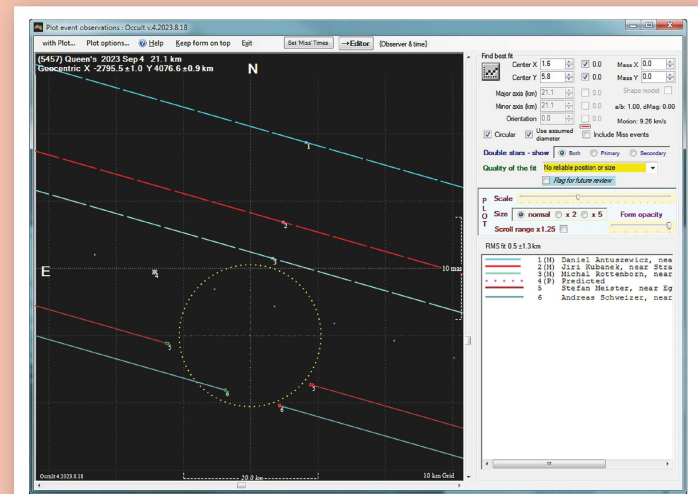 Plot event observations : Occult v.4.2023.8.18
with Plot... Plot options... Help Keep form on top Exit Set 'Miss' Times →Editor {Observer & time}
(5457) Queen's 2023 Sep 4 21.1 km
Geocentric X -2795.5 ±1.0 Y 4076.6 ±0.9 km
N
E
1
2
3
4
5
6
5
6
10 mas
Occult 4.2023.8.18
20.0 km
10 km Grid
Find best fit
Center X 1.6 0.0 Mass X 0.0
Center Y 5.8 0.0 Mass Y 0.0
Major axis (km) 21.1 0.0 Shape model
Minor axis (km) 21.1 0.0 a/b: 1.00, dMag: 0.00
Orientation 0.0 0.0 Motion: 9.26 km/s
Circular Use assumed diameter Include Miss events
Double stars - show Both Primary Secondary
Quality of the fit No reliable position or size
Flag for future review
PLOT
Scale
Size normal x 2 x 5 Form opacity
Scroll range x1.25
RMS fit 0.5 ±1.3km
1(M) Daniel Antuszewicz, nea
2(M) Jiri Kubanek, near Stra
3(M) Michal Rottenborn, near
4(P) Predicted
5 Stefan Meister, near Eg
6 Andreas Schweizer, near